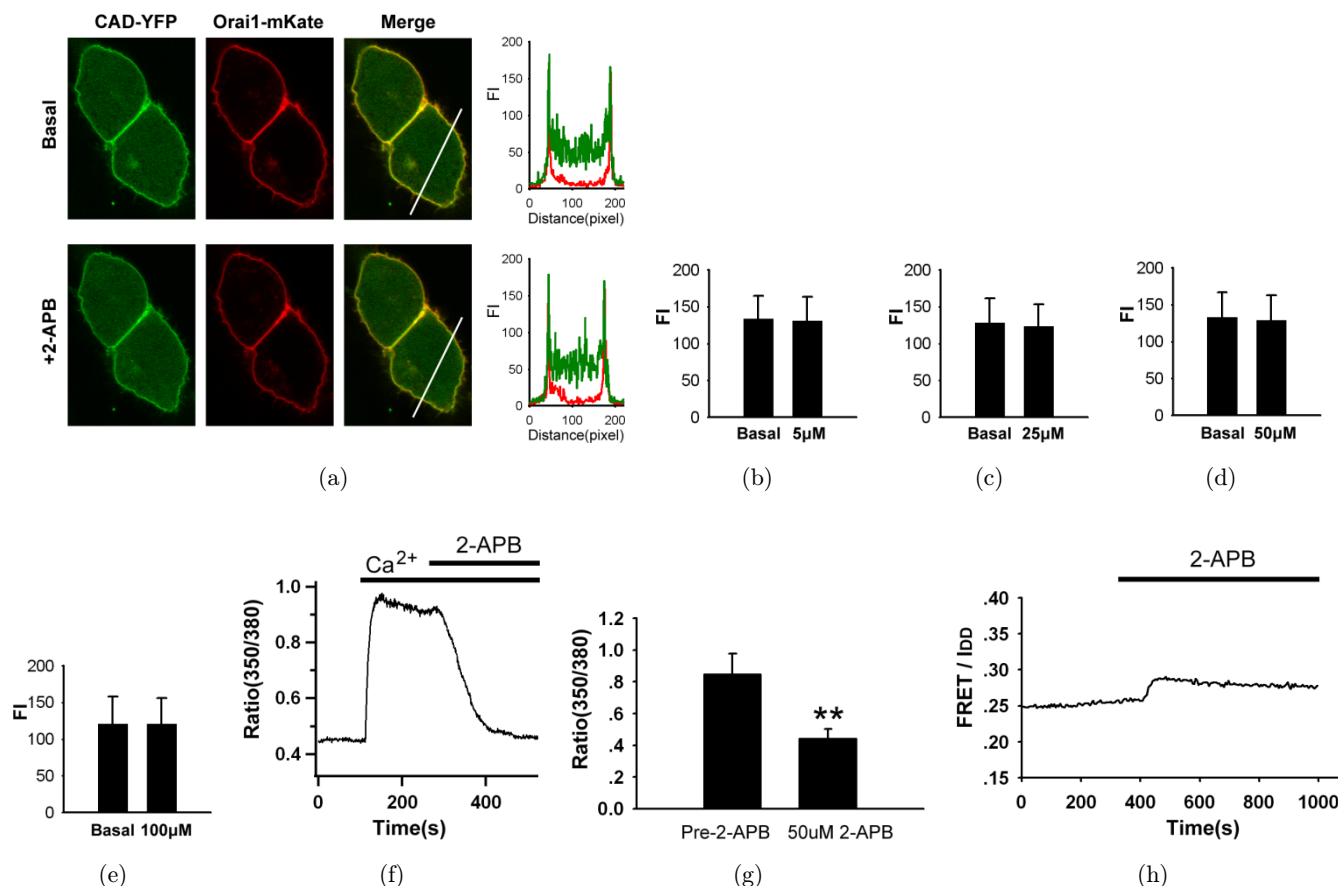 CAD-YFP Orai1-mKate Merge
Basal
FI
200
150
100
50
0
0 100 200
Distance(pixel)
+2-APB
FI
200
150
100
50
0
0 100 200
Distance(pixel)
(a)
FI
200
150
100
50
0
Basal 5µM
(b)
FI
200
150
100
50
0
Basal 25µM
(c)
FI
200
150
100
50
0
Basal 50µM
(d)
FI
200
150
100
50
0
Basal 100µM
(e)
2-APB
Ca²⁺
Ratio(350/380)
1.0
0.8
0.6
0.4
0 200 400
Time(s)
(f)
Ratio(350/380)
1.2
1.0
.8
.6
.4
.2
0.0
**
Pre-2-APB 50uM 2-APB
(g)
2-APB
FRET / IDD
.40
.35
.30
.25
.20
.15
0 200 400 600 800 1000
Time(s)
(h)